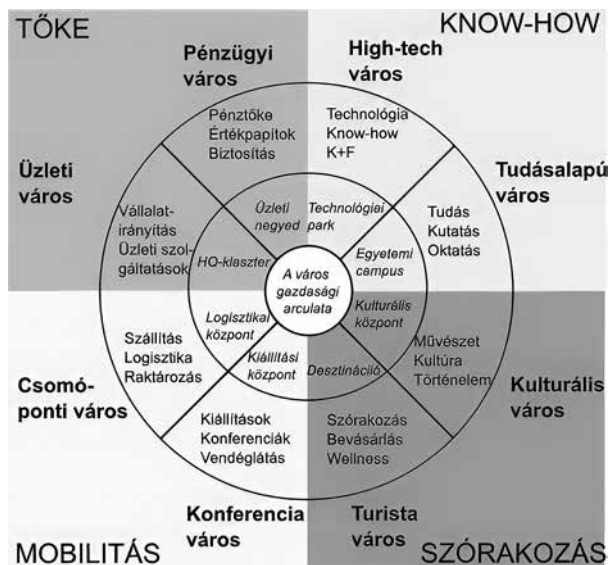 TŐKE
KNOW-HOW
Pénzügyi
város
High-tech
város
Pénztőke
Értékpapítok
Biztosítás
Technológia
Know-how
K+F
Üzleti
város
Tudásalapú
város
Vállalat-
irányítás
Üzleti szol-
gáltatások
Üzleti
negyed
Technológiai
park
Tudás
Kutatás
Oktatás
HQ-klaszter
Egyetemi
campus
A város
gazdasági
arculata
Logisztikai
központ
Kulturális
központ
Szállítás
Logisztika
Raktározás
Kiállítási
központ
Desztináció
Művészet
Kultúra
Történelem
Csomó-
ponti város
Kulturális
város
Kiállítások
Konferenciák
Vendéglátás
Szórakozás
Bevásárlás
Wellness
Konferencia
város
Turista
város
MOBILITÁS
SZÓRAKOZÁS